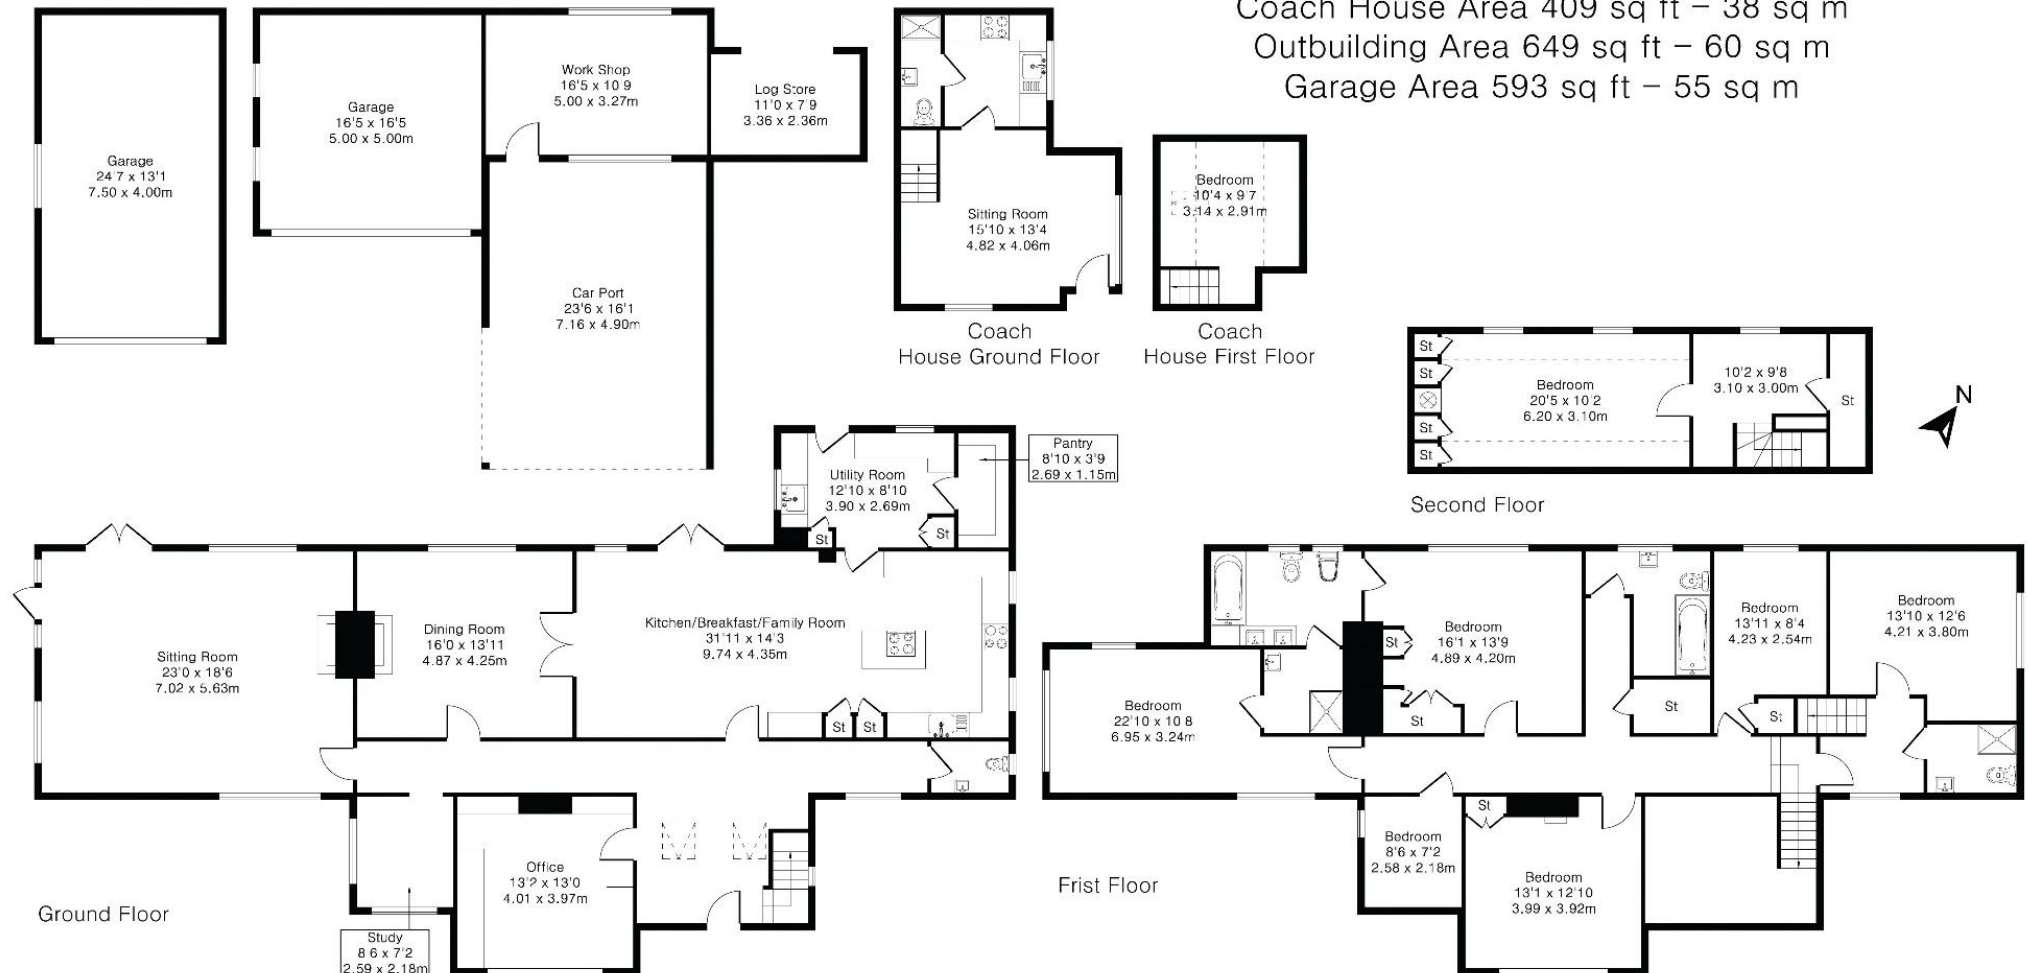 Coach House Area 409 sq ft – 38 sq m
Outbuilding Area 649 sq ft – 60 sq m
Garage Area 593 sq ft – 55 sq m
Garage
24'7 x 13'1
7.50 x 4.00m
Garage
16'5 x 16'5
5.00 x 5.00m
Work Shop
16'5 x 10 9
5.00 x 3.27m
Log Store
11'0 x 7'9
3.36 x 2.36m
Car Port
23'6 x 16'1
7.16 x 4.90m
Sitting Room
15'10 x 13'4
4.82 x 4.06m
Coach
House Ground Floor
Bedroom
10'4 x 9'7
3.14 x 2.91m
Coach
House First Floor
St
St
St
St
Bedroom
20'5 x 10'2
6.20 x 3.10m
10'2 x 9'8
3.10 x 3.00m
St
Second Floor
N
Pantry
8'10 x 3'9
2.69 x 1.15m
Utility Room
12'10 x 8'10
3.90 x 2.69m
St
St
Sitting Room
23'0 x 18'6
7.02 x 5.63m
Dining Room
16'0 x 13'11
4.87 x 4.25m
Kitchen/Breakfast/Family Room
31'11 x 14'3
9.74 x 4.35m
St
St
Office
13'2 x 13'0
4.01 x 3.97m
Study
8 6 x 7'2
2.59 x 2.18m
Ground Floor
Bedroom
22'10 x 10 8
6.95 x 3.24m
Bedroom
16'1 x 13'9
4.89 x 4.20m
St
St
St
Bedroom
13'11 x 8'4
4.23 x 2.54m
St
Bedroom
13'10 x 12'6
4.21 x 3.80m
Bedroom
8'6 x 7'2
2.58 x 2.18m
St
Bedroom
13'1 x 12'10
3.99 x 3.92m
Frist Floor